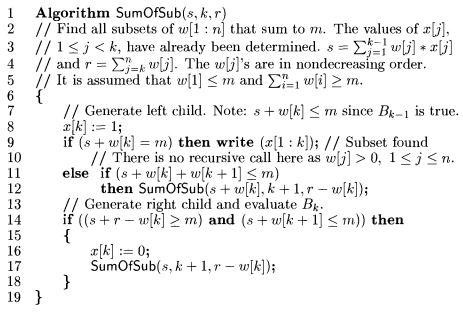 1 Algorithm SumOfSub(s, k, r)
2 // Find all subsets of w[1 : n] that sum to m. The values of x[j],
3 // 1 ≤ j < k, have already been determined. s = ∑_{j=1}^{k−1} w[j] * x[j]
4 // and r = ∑_{j=k}^{n} w[j]. The w[j]'s are in nondecreasing order.
5 // It is assumed that w[1] ≤ m and ∑_{i=1}^{n} w[i] ≥ m.
6 {
7 // Generate left child. Note: s + w[k] ≤ m since B_{k−1} is true.
8 x[k] := 1;
9 if (s + w[k] = m) then write (x[1 : k]); // Subset found
10 // There is no recursive call here as w[j] > 0, 1 ≤ j ≤ n.
11 else if (s + w[k] + w[k + 1] ≤ m)
12 then SumOfSub(s + w[k], k + 1, r − w[k]);
13 // Generate right child and evaluate B_k.
14 if ((s + r − w[k] ≥ m) and (s + w[k + 1] ≤ m)) then
15 {
16 x[k] := 0;
17 SumOfSub(s, k + 1, r − w[k]);
18 }
19 }